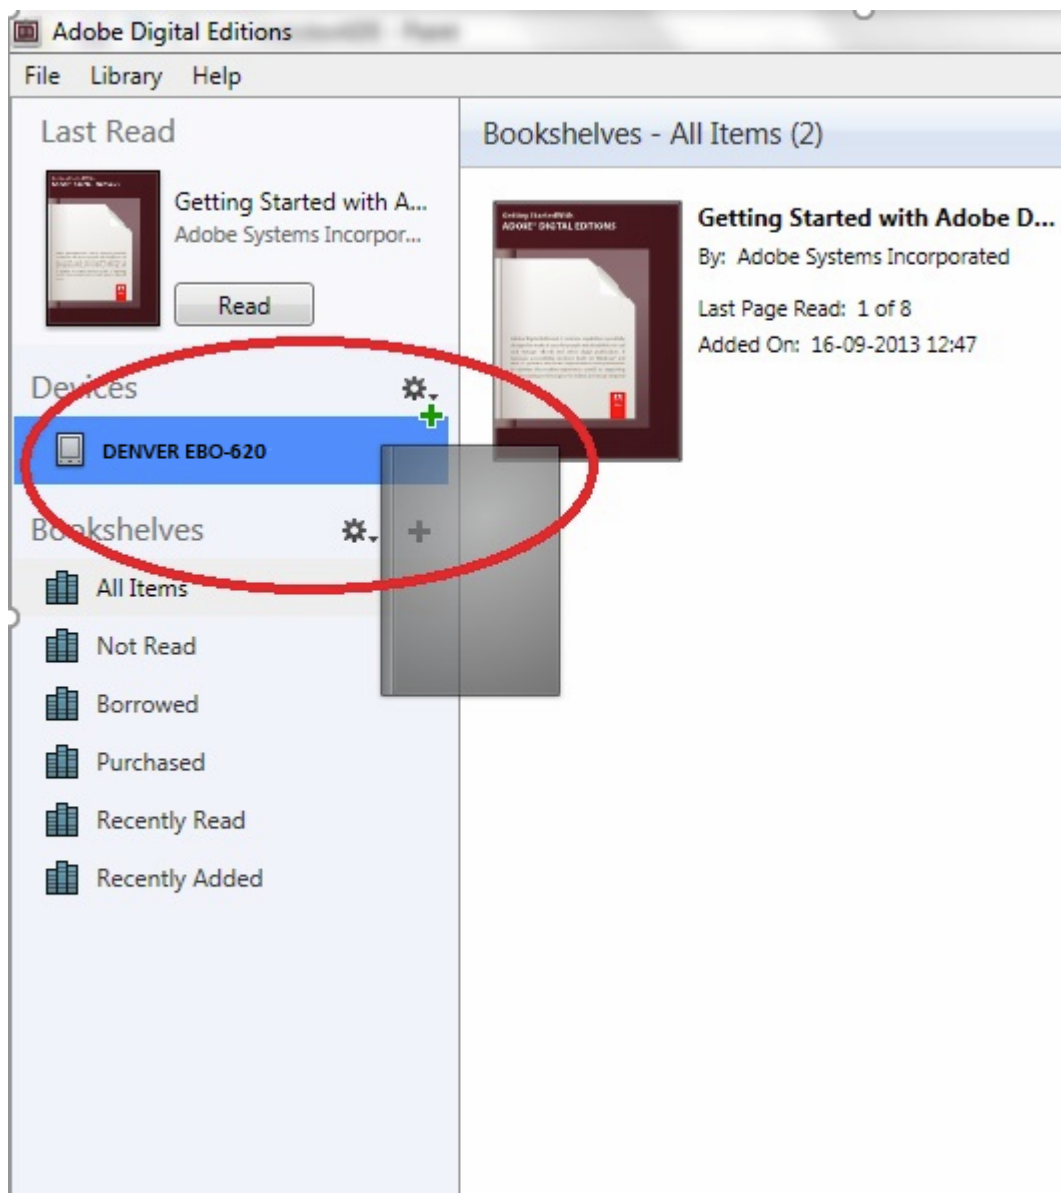 Adobe Digital Editions
File Library Help
Last Read
Getting Started with A...
Adobe Systems Incorpor...
Read
Devices
DENVER EBO-620
Bookshelves
All Items
Not Read
Borrowed
Purchased
Recently Read
Recently Added
Bookshelves - All Items (2)
Getting Started With
ADOBE® DIGITAL EDITIONS
Getting Started with Adobe D...
By: Adobe Systems Incorporated
Last Page Read: 1 of 8
Added On: 16-09-2013 12:47